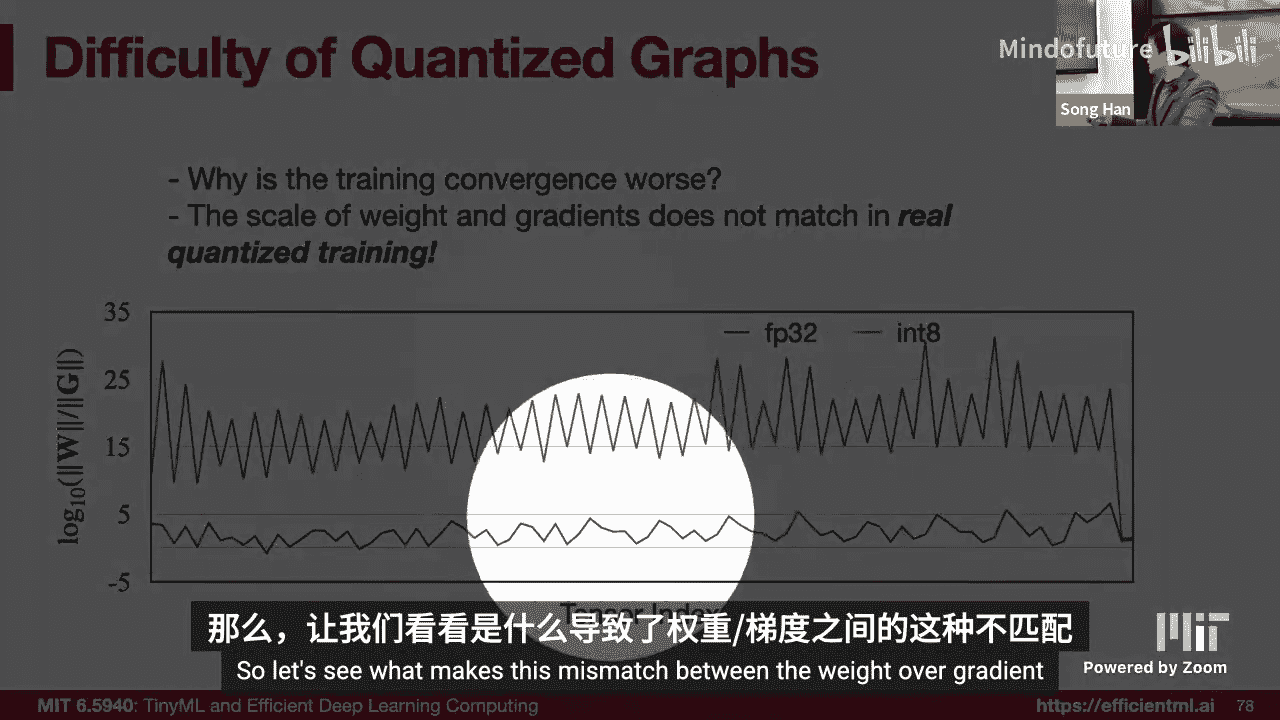 Difficulty of Quantized Graphs
Mindofuture bilibili
Song Han
- Why is the training convergence worse?
- The scale of weight and gradients does not match in real
quantized training!
35
25
15
5
-5
log10(||W||/||G||)
fp32
int8
Tensor Index
那么，让我们看看是什么导致了权重/梯度之间的这种不匹配
So let's see what makes this mismatch between the weight over gradient
MIT
Powered by Zoom
MIT 6.5940: TinyML and Efficient Deep Learning Computing
https://efficientml.ai
78